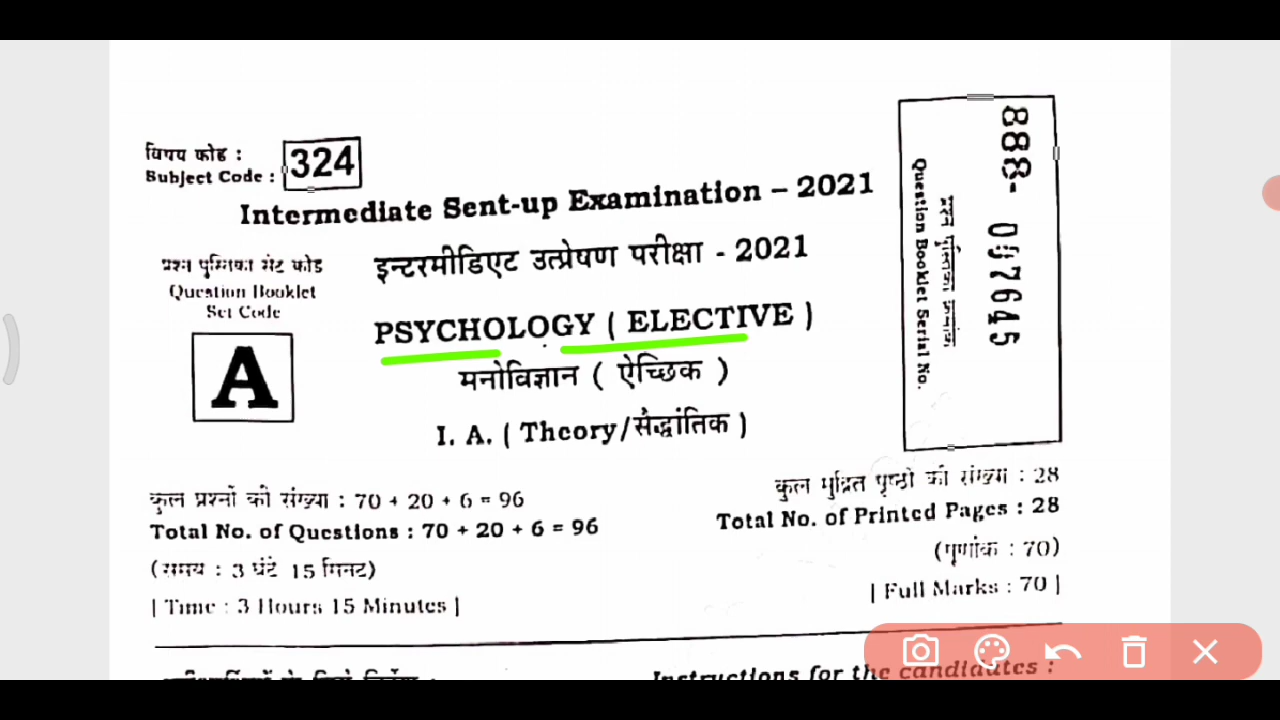 विषय कोड :
Subject Code :
324
Intermediate Sent-up Examination – 2021
इन्टरमीडिएट उत्प्रेषण परीक्षा - 2021
प्रश्न पुस्तिका सेट कोड
Question Booklet
Set Code
A
PSYCHOLOGY ( ELECTIVE )
मनोविज्ञान ( ऐच्छिक )
I. A. ( Theory/सैद्धांतिक )
888-
प्रश्न पुस्तिका क्रमांक
Question Booklet Serial No.
कुल प्रश्नों की संख्या : 70 + 20 + 6 = 96
Total No. of Questions : 70 + 20 + 6 = 96
(समय : 3 घंटे 15 मिनट)
| Time : 3 Hours 15 Minutes |
कुल मुद्रित पृष्ठों की संख्या : 28
Total No. of Printed Pages : 28
(पूर्णांक : 70)
| Full Marks : 70 |
Instructions for the candidates :